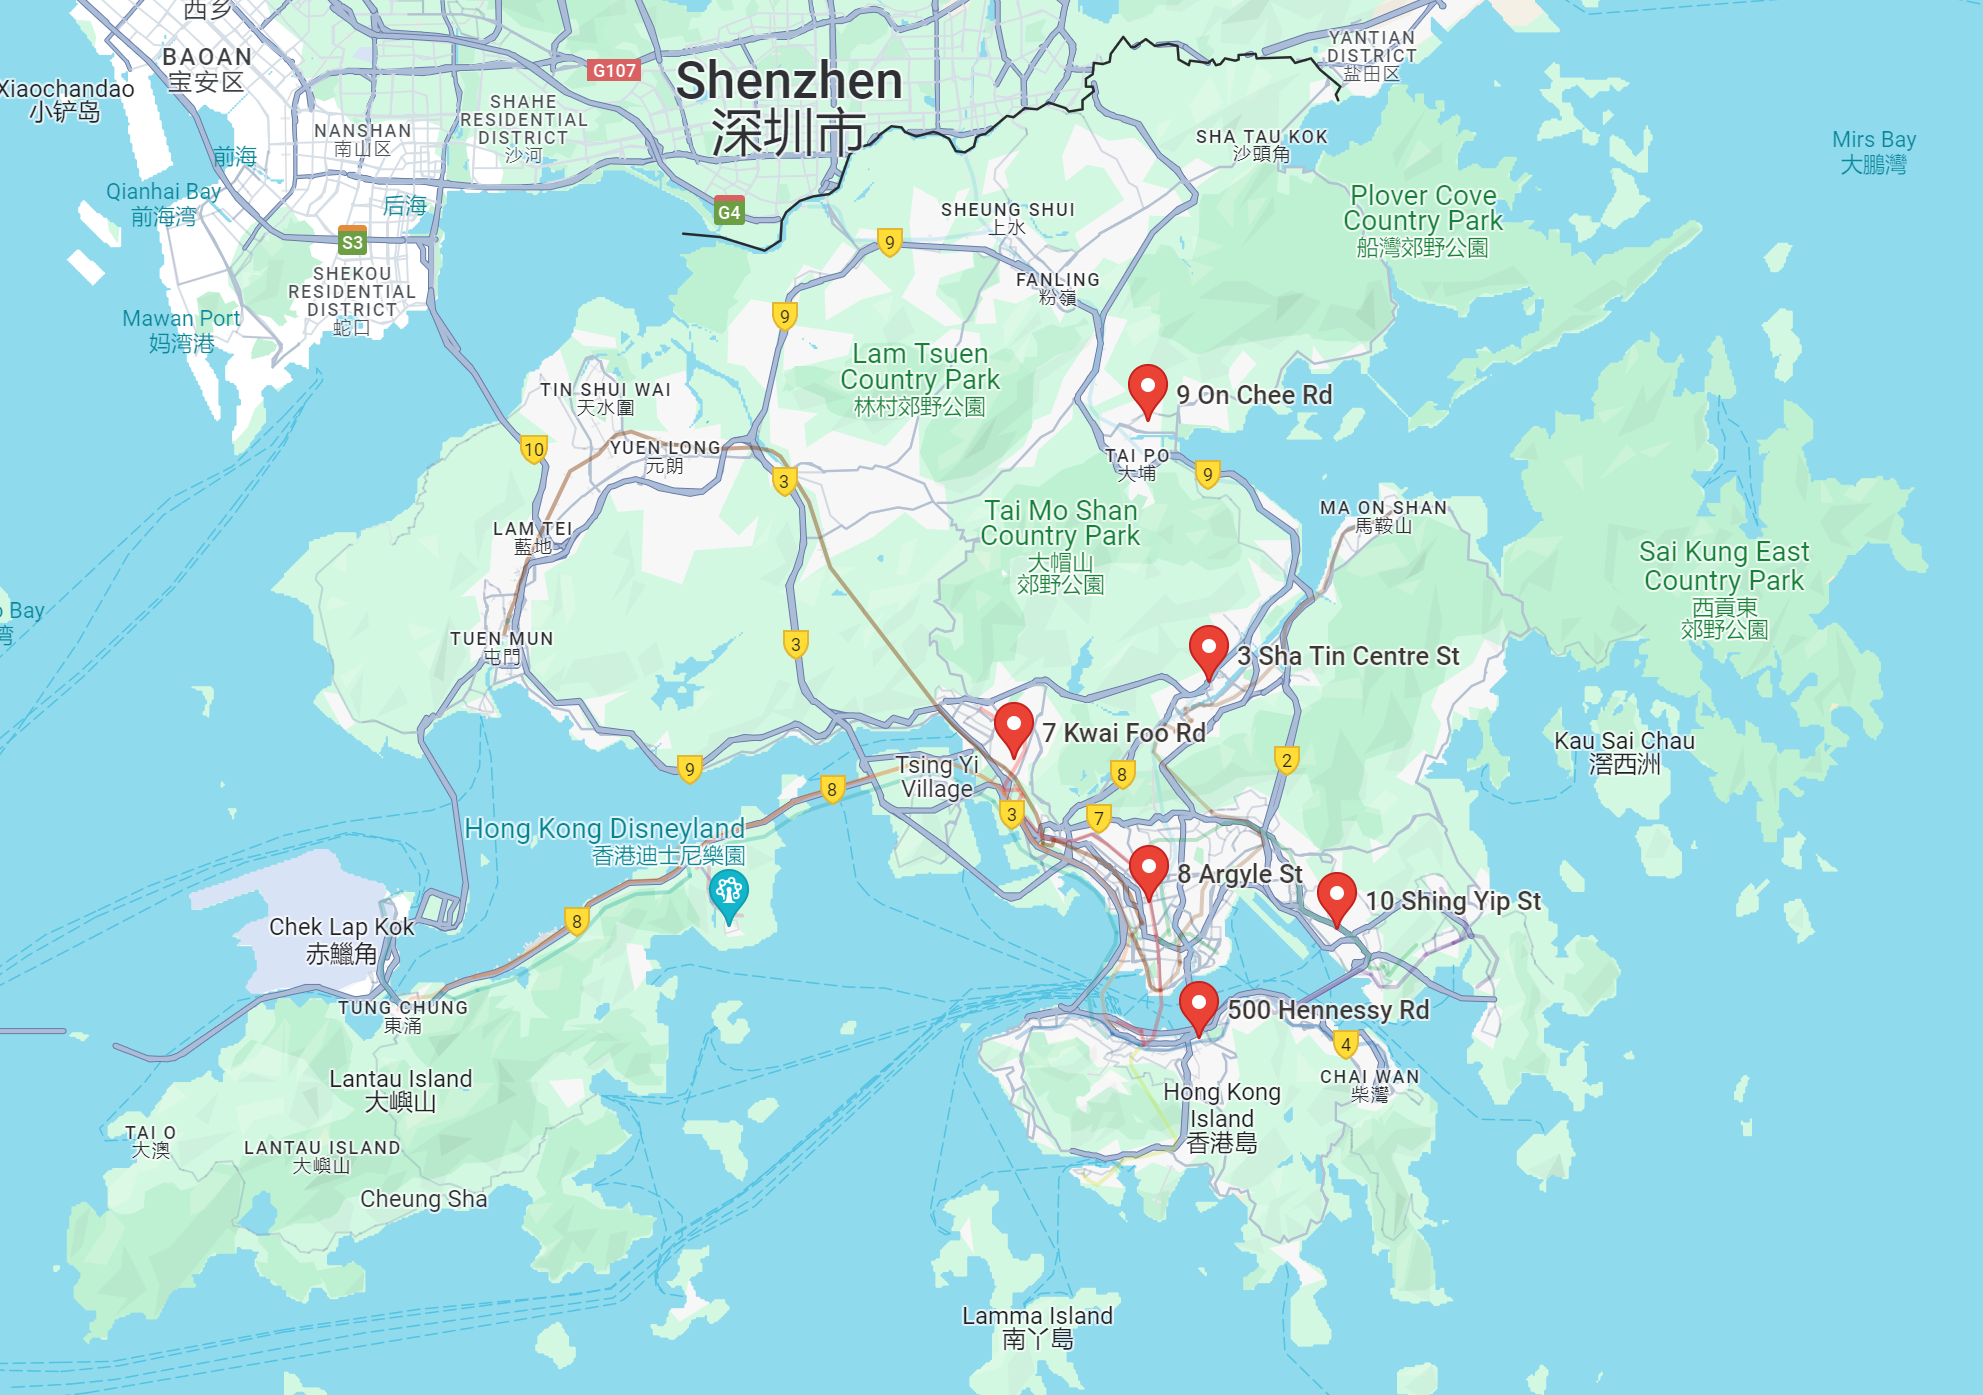 西乡
BAOAN
宝安区
Xiaochandao
小铲岛
G107
Shenzhen
深圳市
SHAHE
RESIDENTIAL
DISTRICT
沙河
NANSHAN
南山区
前海
Qianhai Bay
前海湾
后海
S3
G4
SHEKOU
RESIDENTIAL
DISTRICT
蛇口
Mawan Port
妈湾港
YANTIAN
DISTRICT
盐田区
SHA TAU KOK
沙頭角
Mirs Bay
大鵬灣
Plover Cove
Country Park
船灣郊野公園
SHEUNG SHUI
上水
9
FANLING
粉嶺
9
Lam Tsuen
Country Park
林村郊野公園
TIN SHUI WAI
天水圍
9 On Chee Rd
10
YUEN LONG
元朗
3
TAI PO
大埔
9
LAM TEI
藍地
Tai Mo Shan
Country Park
大帽山
郊野公園
MA ON SHAN
馬鞍山
Sai Kung East
Country Park
西貢東
郊野公園
Bay
湾
TUEN MUN
屯門
3
3 Sha Tin Centre St
7 Kwai Foo Rd
Kau Sai Chau
滘西洲
9
Tsing Yi
Village
8
8
2
3
7
Hong Kong Disneyland
香港迪士尼樂園
8 Argyle St
10 Shing Yip St
8
Chek Lap Kok
赤鱲角
TUNG CHUNG
東涌
500 Hennessy Rd
4
CHAI WAN
柴灣
Lantau Island
大嶼山
Hong Kong
Island
香港島
TAI O
大澳
LANTAU ISLAND
大嶼山
Cheung Sha
Lamma Island
南丫島